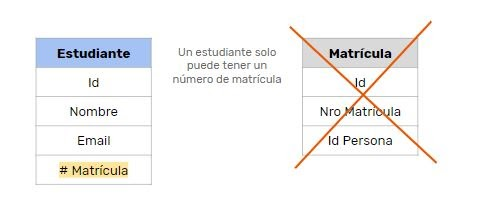 Estudiante
Id
Nombre
Email
# Matrícula
Un estudiante solo
puede tener un
número de matrícula
Matrícula
Id
Nro Matrícula
Id Persona